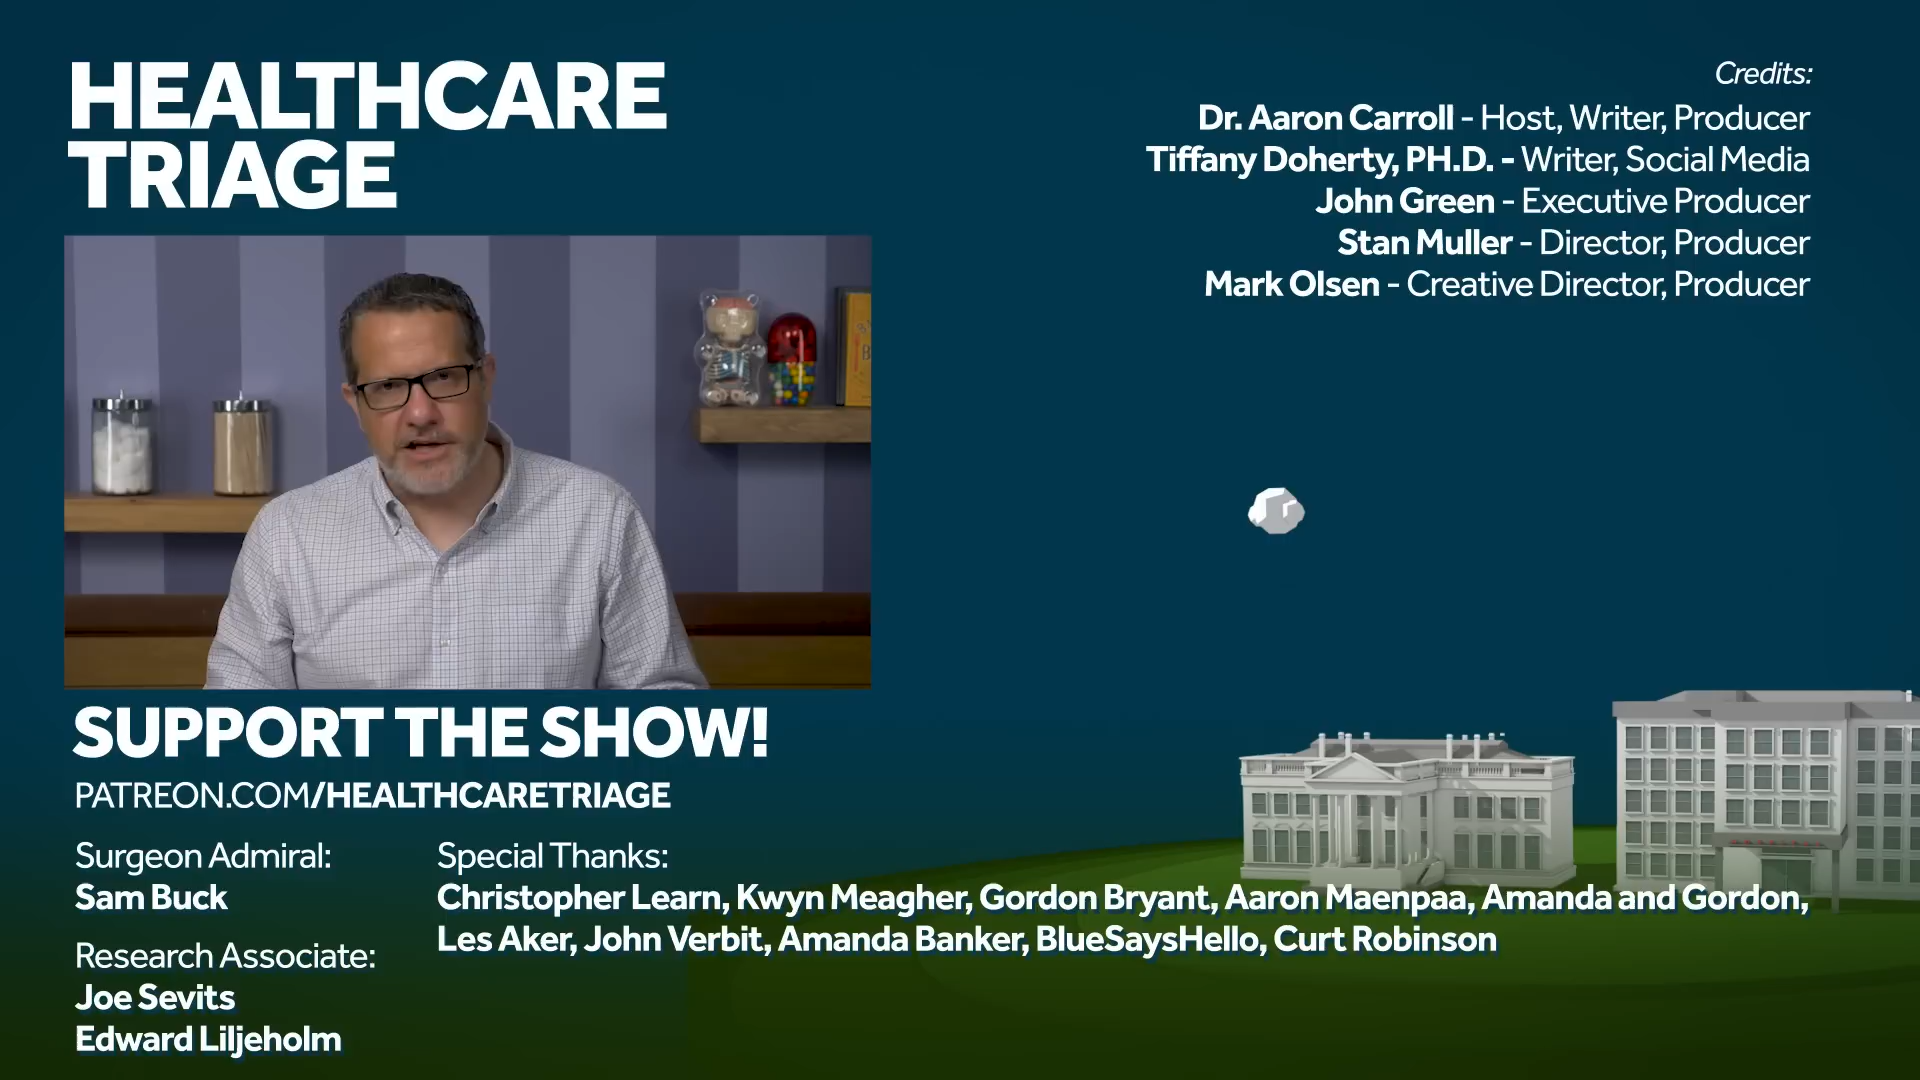 HEALTHCARE
TRIAGE
Credits:
Dr. Aaron Carroll - Host, Writer, Producer
Tiffany Doherty, PH.D. - Writer, Social Media
John Green - Executive Producer
Stan Muller - Director, Producer
Mark Olsen - Creative Director, Producer
SUPPORT THE SHOW!
PATREON.COM/HEALTHCARETRIAGE
Surgeon Admiral:
Sam Buck
Research Associate:
Joe Sevits
Edward Liljeholm
Special Thanks:
Christopher Learn, Kwyn Meagher, Gordon Bryant, Aaron Maenpaa, Amanda and Gordon,
Les Aker, John Verbit, Amanda Banker, BlueSaysHello, Curt Robinson